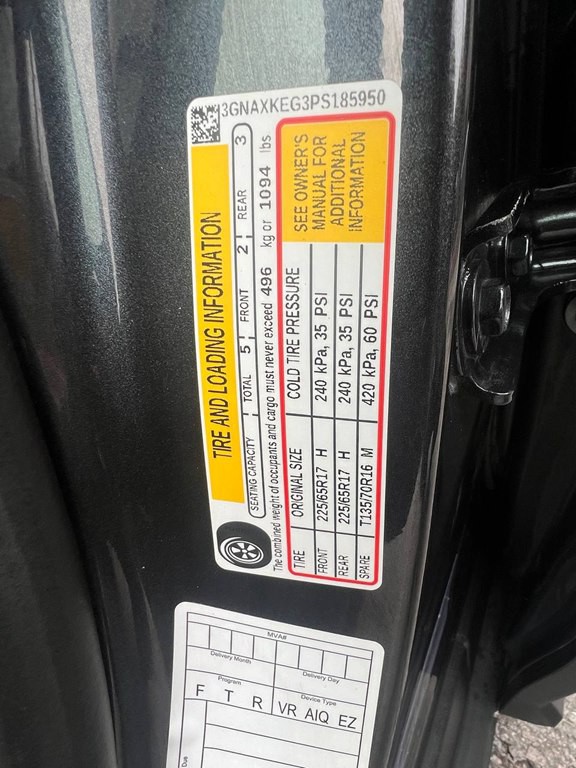 3GNAXKEG3PS185950
TIRE AND LOADING INFORMATION
SEATING CAPACITY TOTAL 5 FRONT 2 REAR 3
The combined weight of occupants and cargo must never exceed 496 kg or 1094 lbs
TIRE ORIGINAL SIZE COLD TIRE PRESSURE
FRONT 225/65R17 H 240 kPa, 35 PSI
REAR 225/65R17 H 240 kPa, 35 PSI
SPARE T135/70R16 M 420 kPa, 60 PSI
SEE OWNER'S
MANUAL FOR
ADDITIONAL
INFORMATION
MVA#
Delivery Month Delivery Day
Program Device Type
F T R VR AIQ EZ
Due